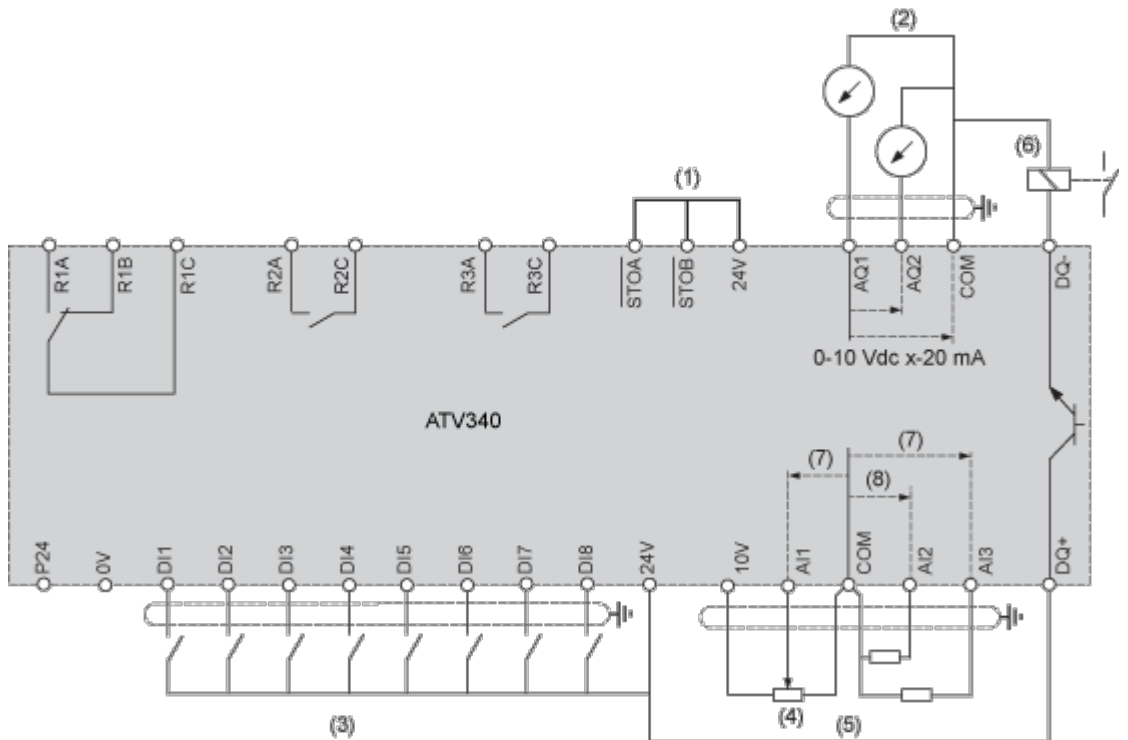 (2)
(6)
(1)
R1A R1B R1C R2A R2C R3A R3C STOA STOB 24V AQ1 AQ2 COM DQ-
0-10 Vdc x-20 mA
ATV340
(7)
(7)
(8)
P24 0V DI1 DI2 DI3 DI4 DI5 DI6 DI7 DI8 24V 10V AI1 COM AI2 AI3 DQ+
(3) (4) (5)